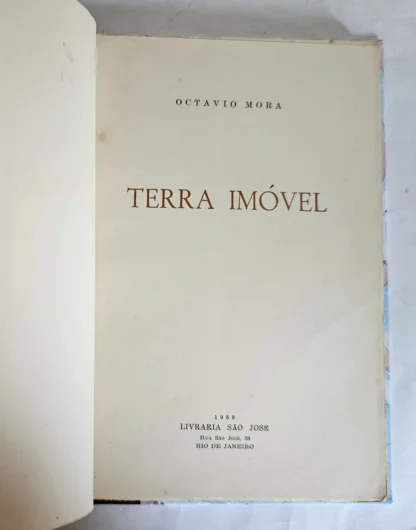 OCTAVIO MORA
TERRA IMÓVEL
1959
LIVRARIA SÃO JOSÉ
Rua São José, 38
RIO DE JANEIRO